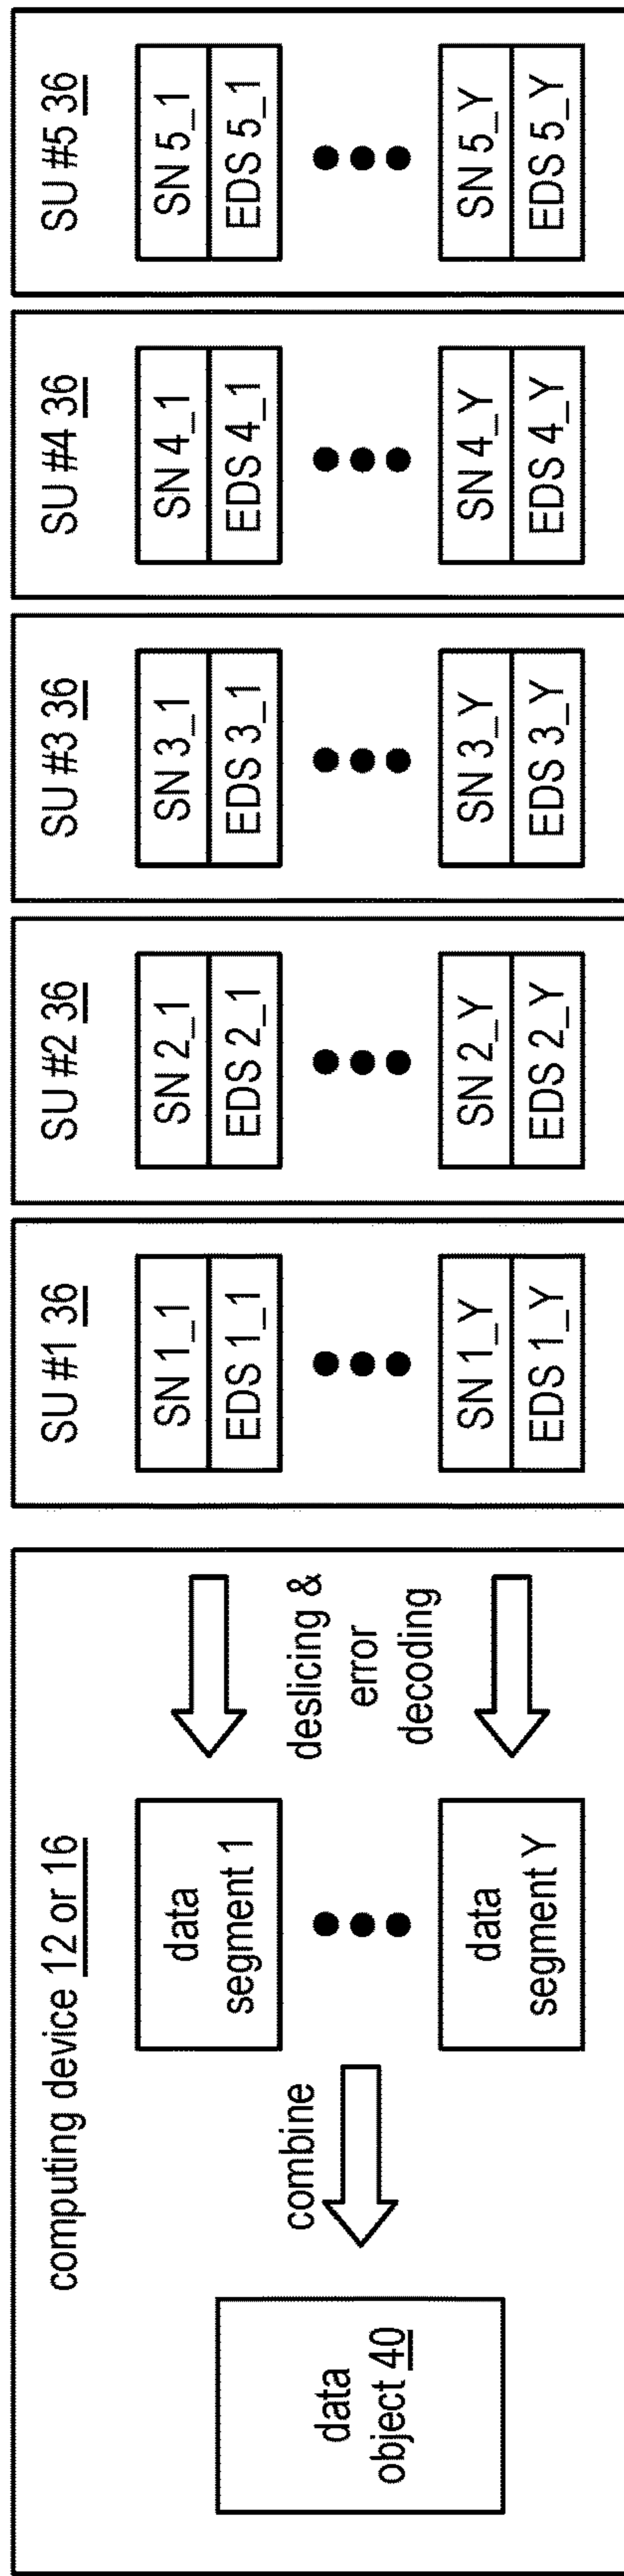 computing device 12 or 16
data
object 40
combine
data
segment 1
data
segment Y
deslicing &
error
decoding
SU #1 36
SN 1_1
EDS 1_1
SN 1_Y
EDS 1_Y
SU #2 36
SN 2_1
EDS 2_1
SN 2_Y
EDS 2_Y
SU #3 36
SN 3_1
EDS 3_1
SN 3_Y
EDS 3_Y
SU #4 36
SN 4_1
EDS 4_1
SN 4_Y
EDS 4_Y
SU #5 36
SN 5_1
EDS 5_1
SN 5_Y
EDS 5_Y